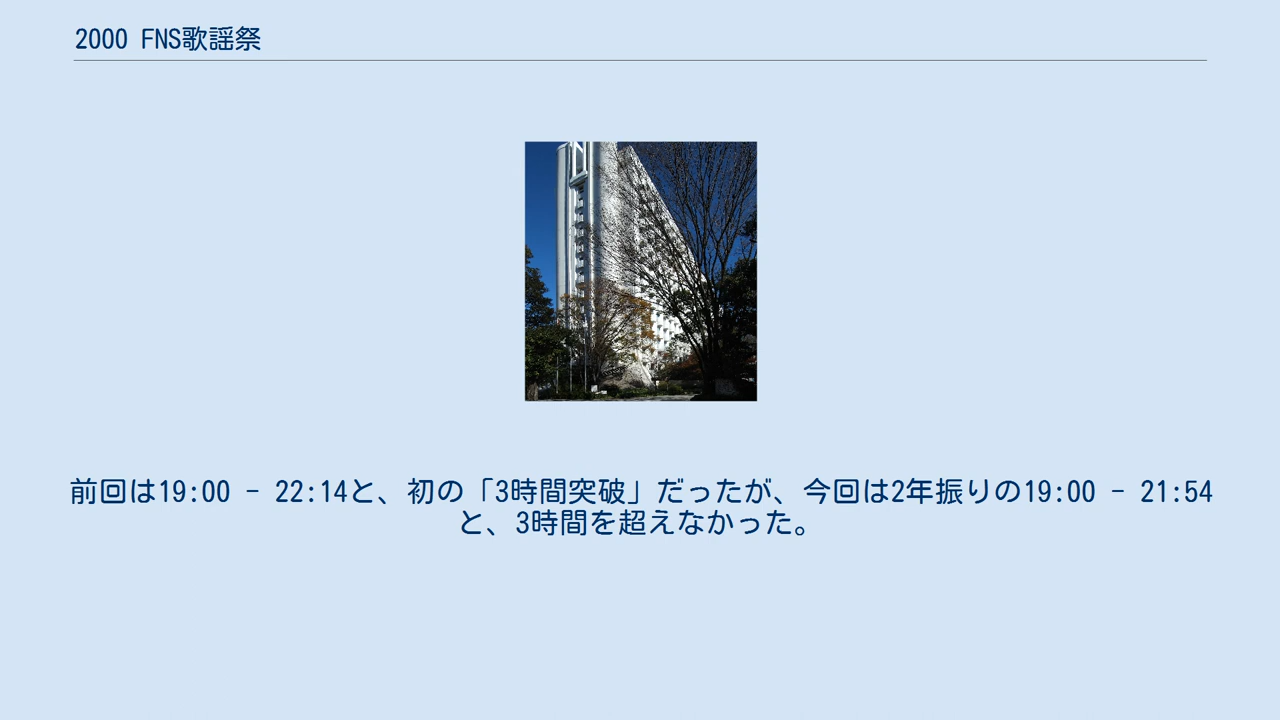 2000 FNS歌謡祭
前回は19:00 - 22:14と、初の「3時間突破」だったが、今回は2年振りの19:00 - 21:54
と、3時間を超えなかった。